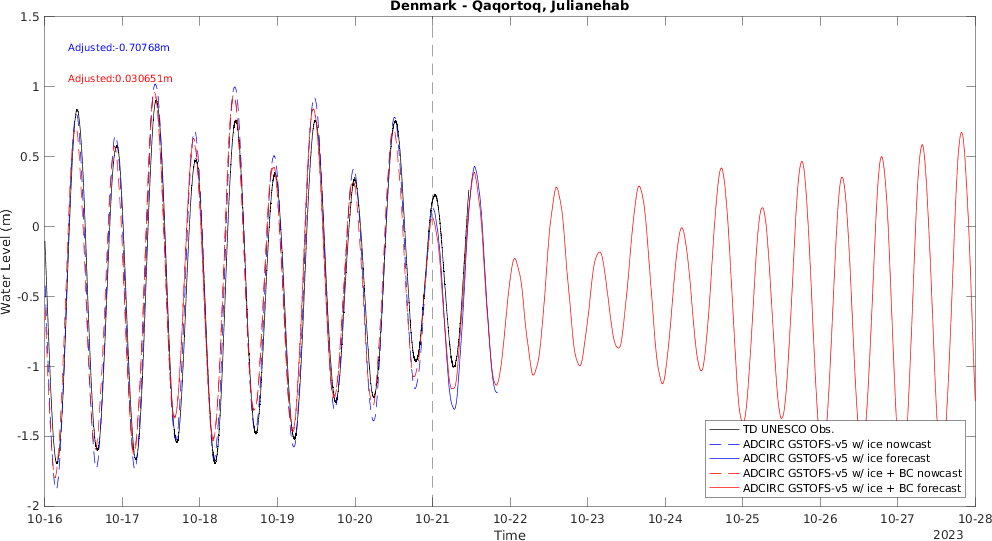 Denmark - Qaqortoq, Julianehab
1.5
1
0.5
0
-0.5
-1
-1.5
-2
Water Level (m)
Adjusted:-0.70768m
Adjusted:0.030651m
TD UNESCO Obs.
ADCIRC GSTOFS-v5 w/ ice nowcast
ADCIRC GSTOFS-v5 w/ ice forecast
ADCIRC GSTOFS-v5 w/ ice + BC nowcast
ADCIRC GSTOFS-v5 w/ ice + BC forecast
10-16 10-17 10-18 10-19 10-20 10-21 10-22 10-23 10-24 10-25 10-26 10-27 10-28
Time
2023